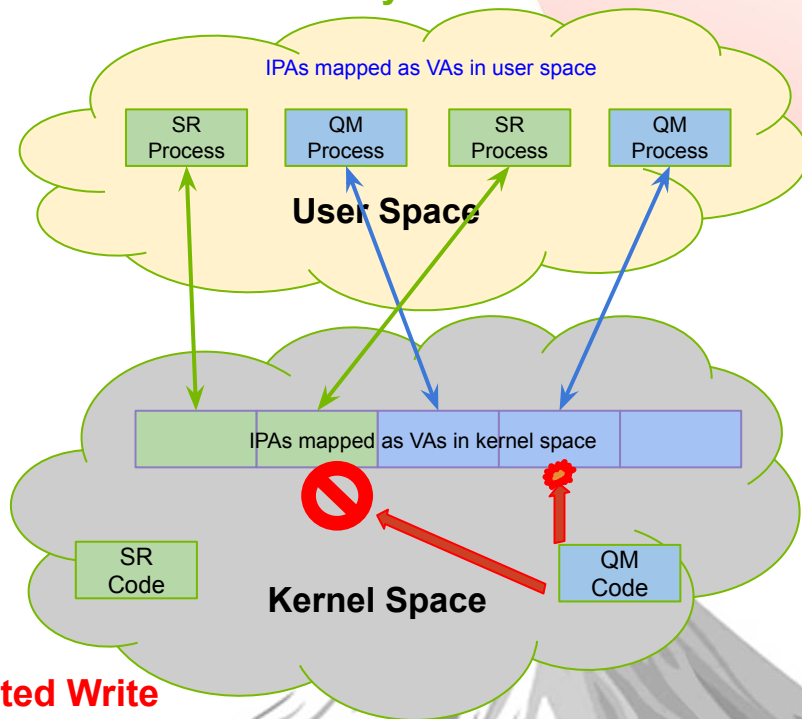 IPAs mapped as VAs in user space
SR
Process
QM
Process
SR
Process
QM
Process
User Space
IPAs mapped as VAs in kernel space
SR
Code
QM
Code
Kernel Space
ted Write